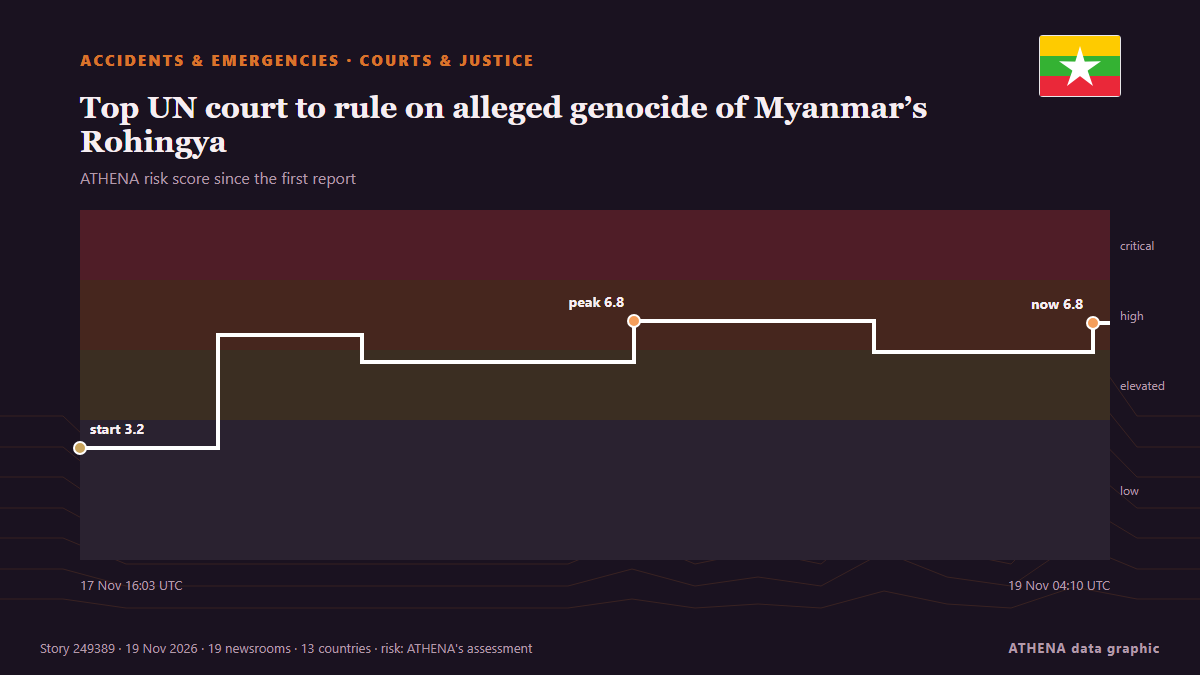 ACCIDENTS & EMERGENCIES · COURTS & JUSTICE
Top UN court to rule on alleged genocide of Myanmar’s
Rohingya
ATHENA risk score since the first report
critical
peak 6.8
now 6.8
high
elevated
start 3.2
low
17 Nov 16:03 UTC
19 Nov 04:10 UTC
Story 249389 · 19 Nov 2026 · 19 newsrooms · 13 countries · risk: ATHENA's assessment
ATHENA data graphic